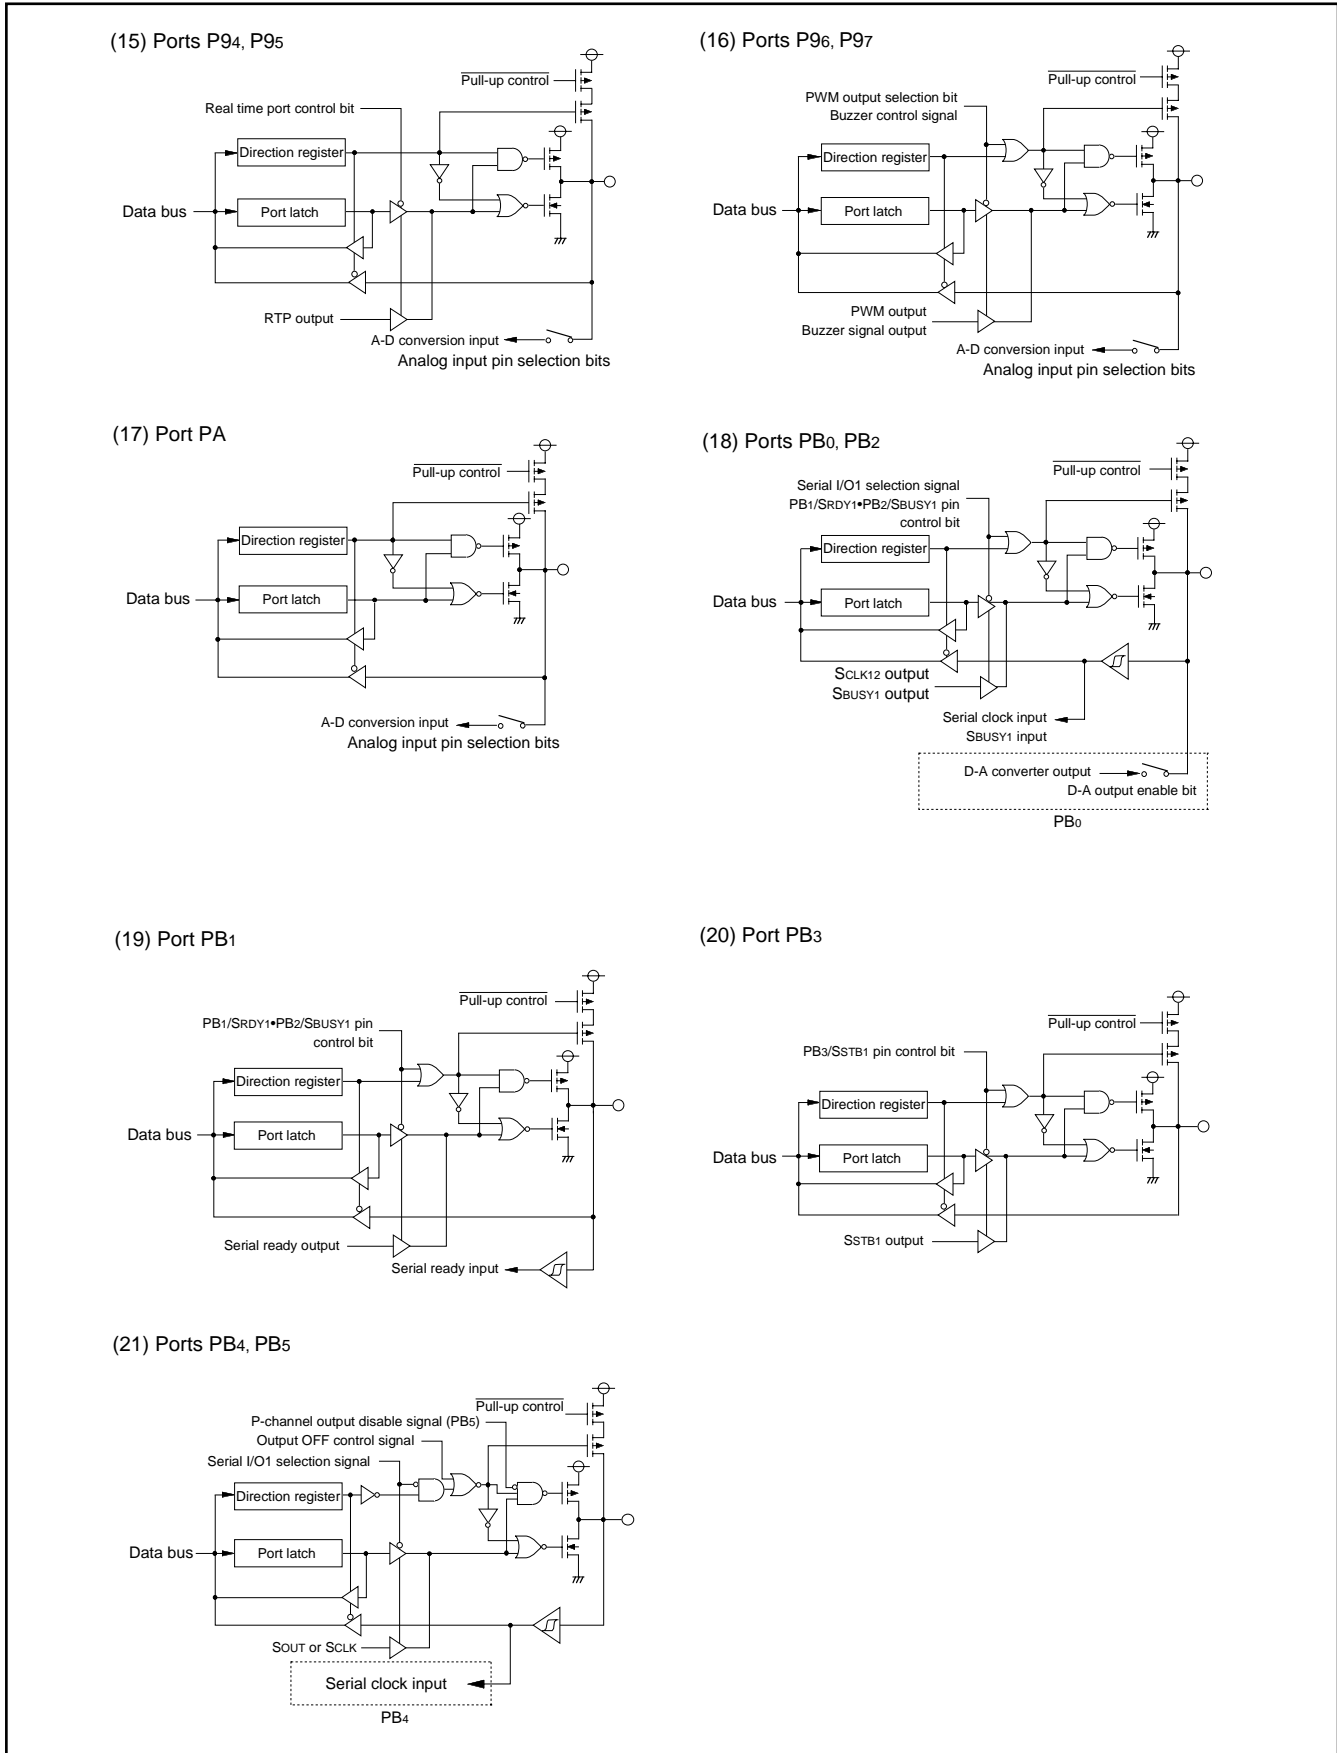 (15) Ports P94, P95
Pull-up control
Real time port control bit
Direction register
Data bus
Port latch
RTP output
A-D conversion input
Analog input pin selection bits
(16) Ports P96, P97
Pull-up control
PWM output selection bit
Buzzer control signal
Direction register
Data bus
Port latch
PWM output
Buzzer signal output
A-D conversion input
Analog input pin selection bits
(17) Port PA
Pull-up control
Direction register
Data bus
Port latch
A-D conversion input
Analog input pin selection bits
(18) Ports PB0, PB2
Pull-up control
Serial I/O1 selection signal
PB1/SRDY1•PB2/SBUSY1 pin
control bit
Direction register
Data bus
Port latch
SCLK12 output
SBUSY1 output
Serial clock input
SBUSY1 input
D-A converter output
D-A output enable bit
PB0
(19) Port PB1
Pull-up control
PB1/SRDY1•PB2/SBUSY1 pin
control bit
Direction register
Data bus
Port latch
Serial ready output
Serial ready input
(20) Port PB3
Pull-up control
PB3/SSTB1 pin control bit
Direction register
Data bus
Port latch
SSTB1 output
(21) Ports PB4, PB5
Pull-up control
P-channel output disable signal (PB5)
Output OFF control signal
Serial I/O1 selection signal
Direction register
Data bus
Port latch
SOUT or SCLK
Serial clock input
PB4